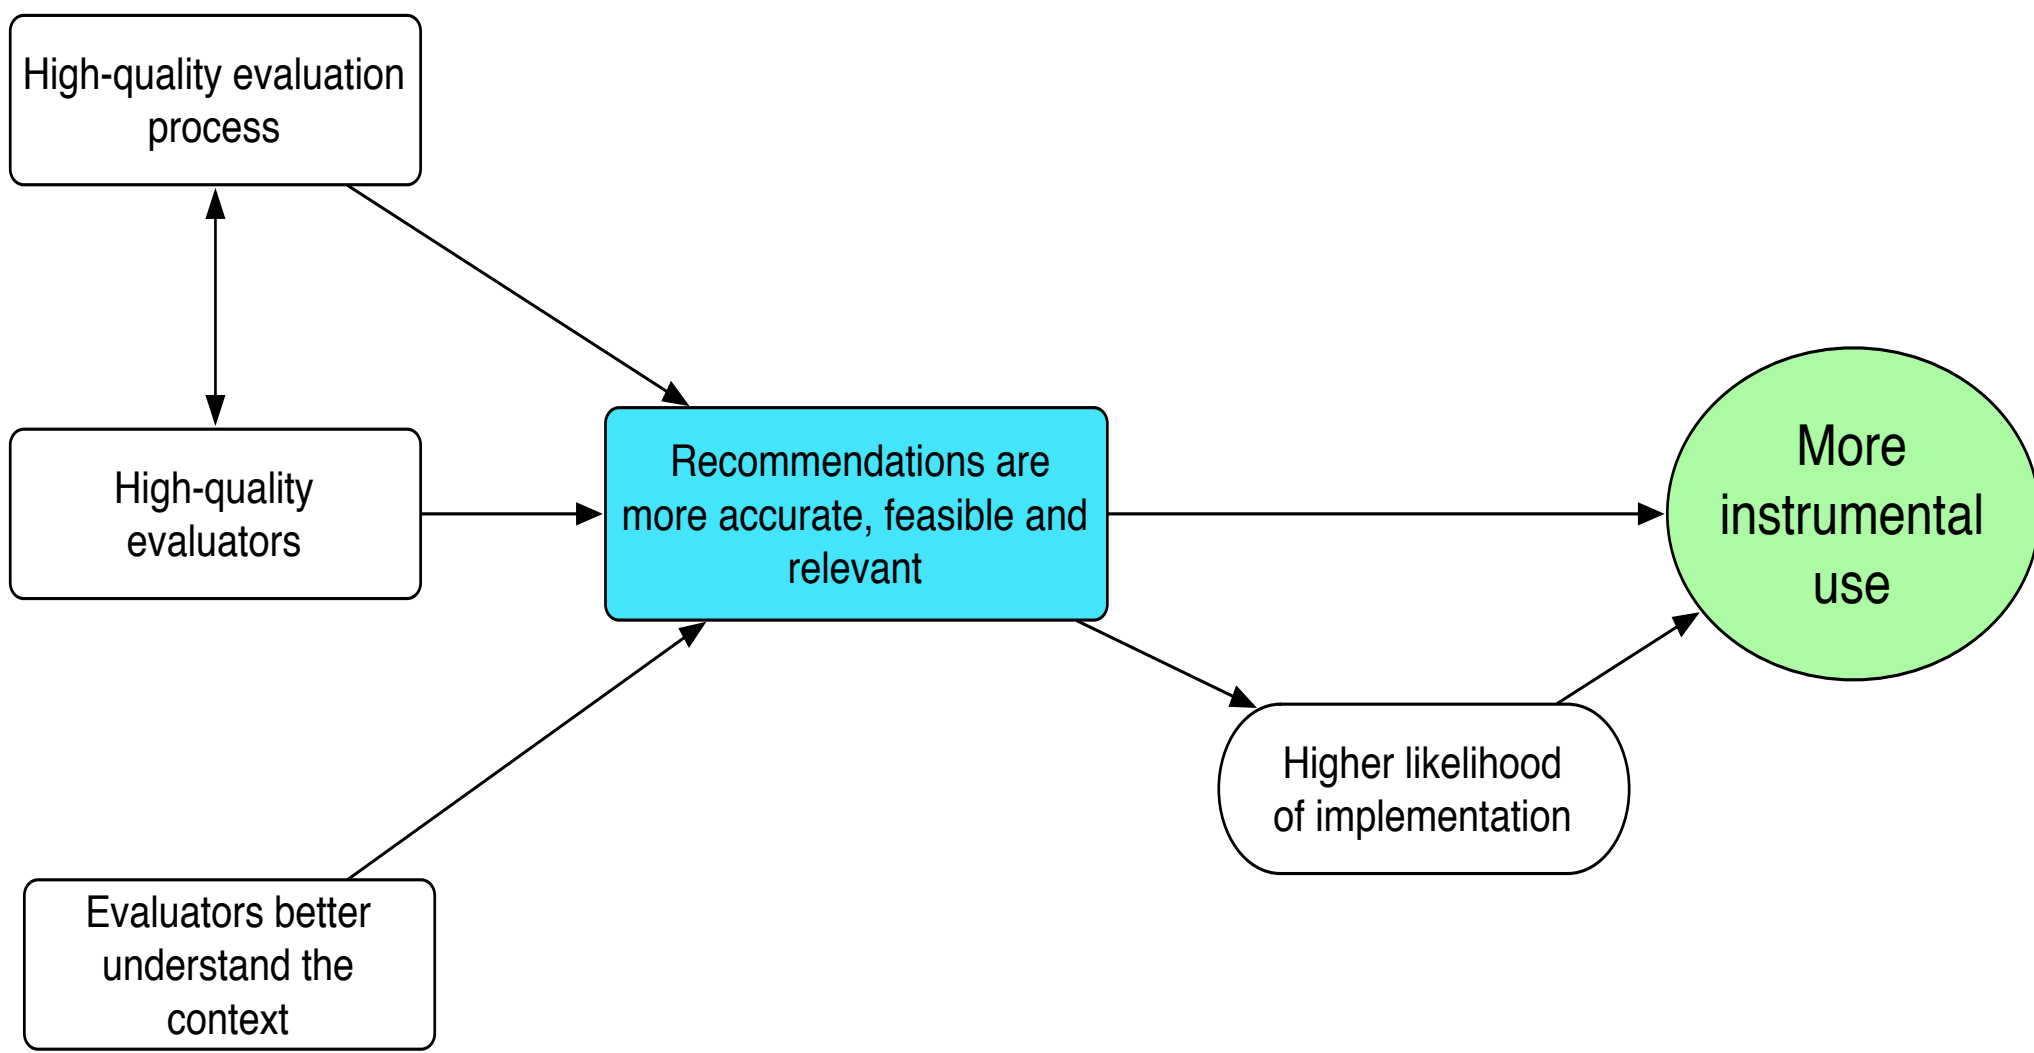 High-quality evaluation
process
High-quality
evaluators
Evaluators better
understand the
context
Recommendations are
more accurate, feasible and
relevant
Higher likelihood
of implementation
More
instrumental
use